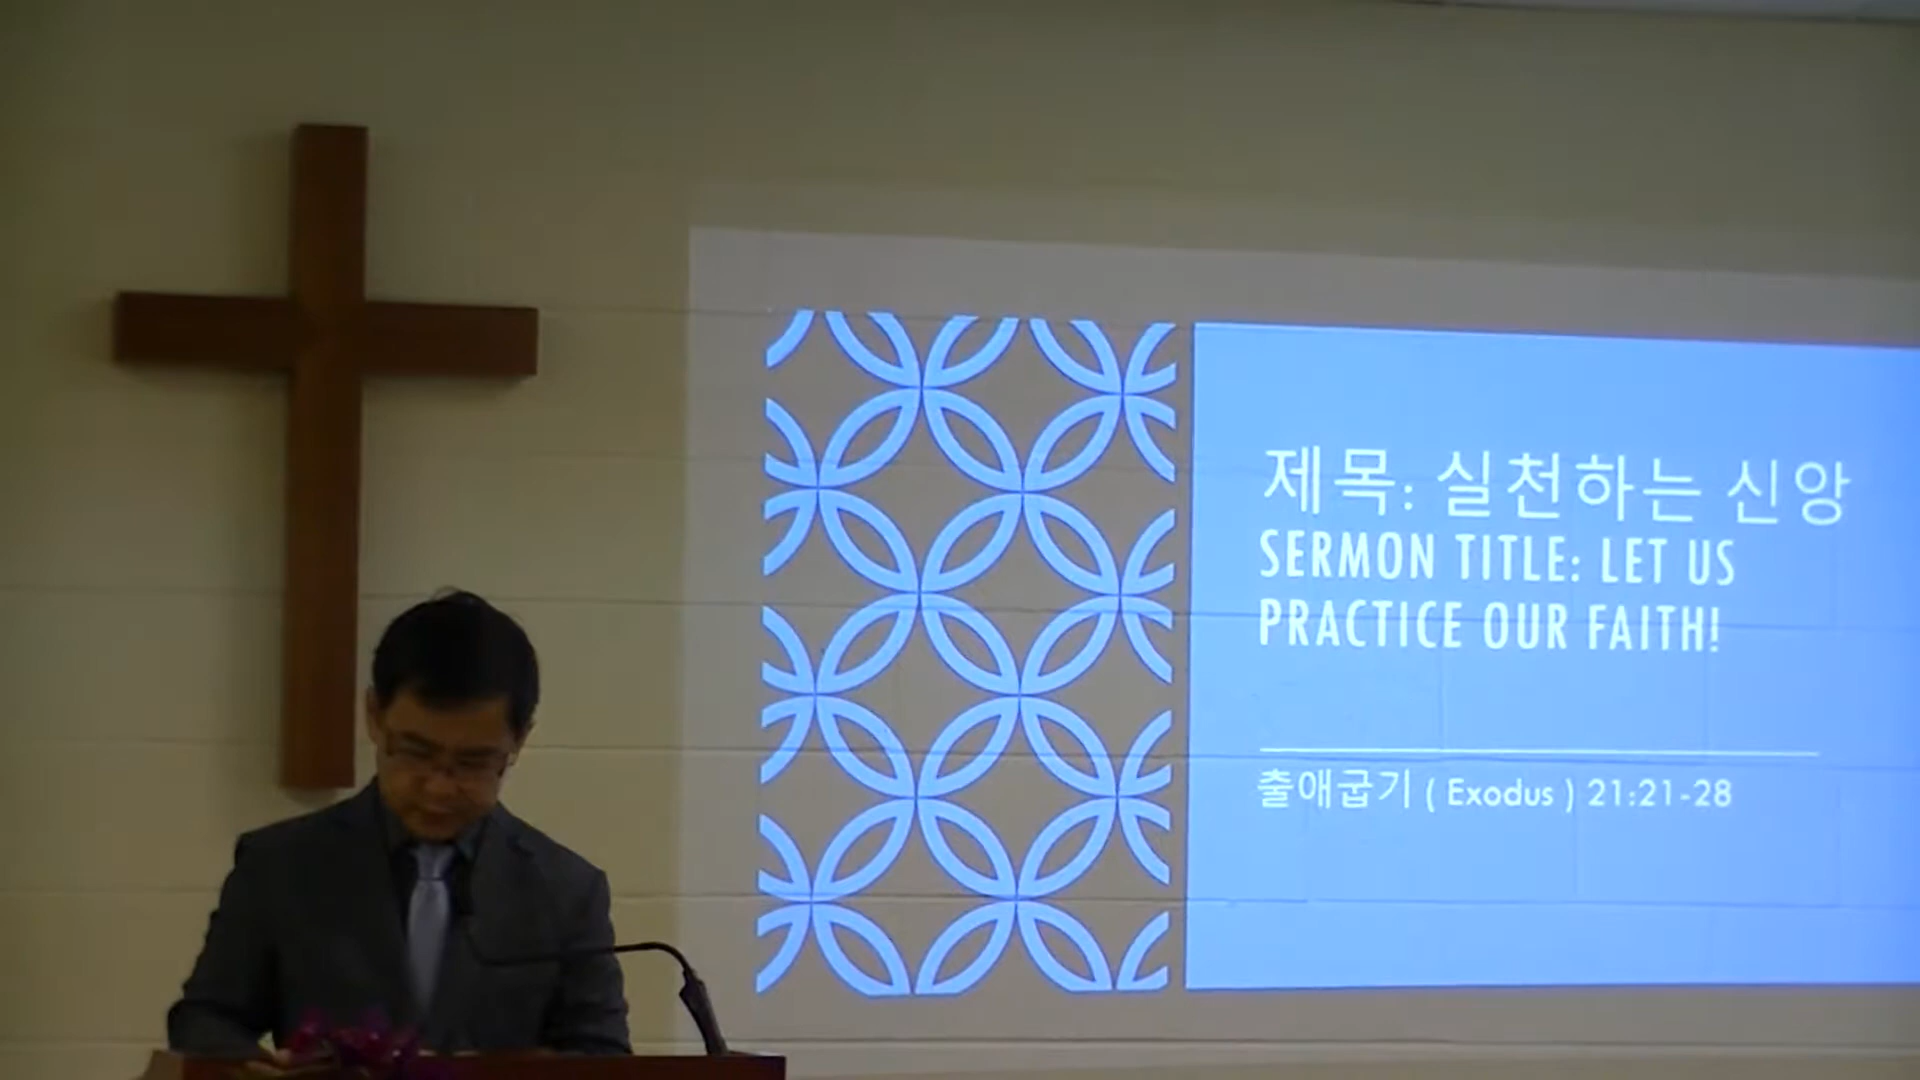 제목: 실천하는 신앙
SERMON TITLE: LET US
PRACTICE OUR FAITH!
출애굽기 ( Exodus ) 21:21-28